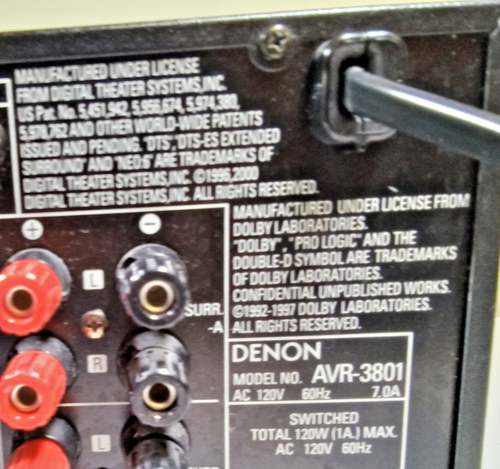 MANUFACTURED UNDER LICENSE
FROM DIGITAL THEATER SYSTEMS, INC.
US Pat. No. 5,451,942, 5,956,674, 5,974,380,
5,978,762 AND OTHER WORLD-WIDE PATENTS
ISSUED AND PENDING. "DTS", "DTS-ES EXTENDED
SURROUND" AND "NEO:6" ARE TRADEMARKS OF
DIGITAL THEATER SYSTEMS, INC. ©1996,2000
DIGITAL THEATER SYSTEMS, INC. ALL RIGHTS RESERVED.
MANUFACTURED UNDER LICENSE FROM
DOLBY LABORATORIES.
"DOLBY", "PRO LOGIC" AND THE
DOUBLE-D SYMBOL ARE TRADEMARKS
OF DOLBY LABORATORIES.
CONFIDENTIAL UNPUBLISHED WORKS.
©1992-1997 DOLBY LABORATORIES.
ALL RIGHTS RESERVED.
+ −
L
SURR.
-A
R
L
DENON
MODEL NO. AVR-3801
AC 120V 60Hz 7.0A
SWITCHED
TOTAL 120W (1A.) MAX.
AC 120V 60Hz